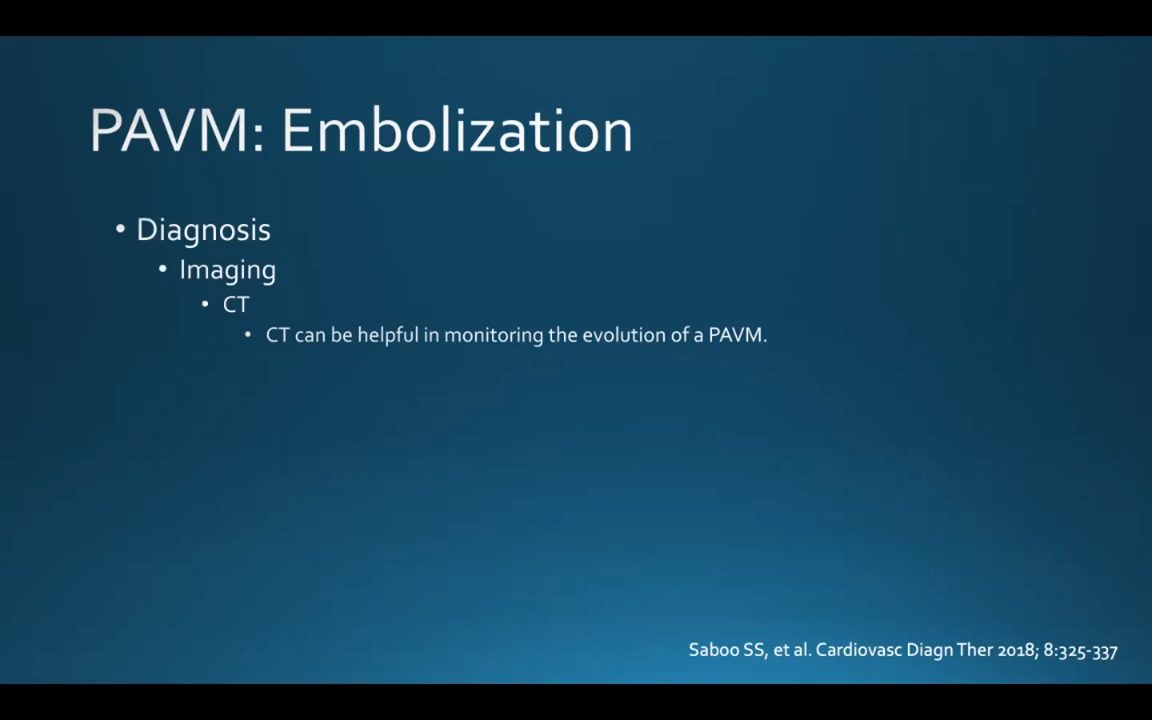 PAVM: Embolization
• Diagnosis
• Imaging
• CT
• CT can be helpful in monitoring the evolution of a PAVM.
Saboo SS, et al. Cardiovasc Diagn Ther 2018; 8:325-337